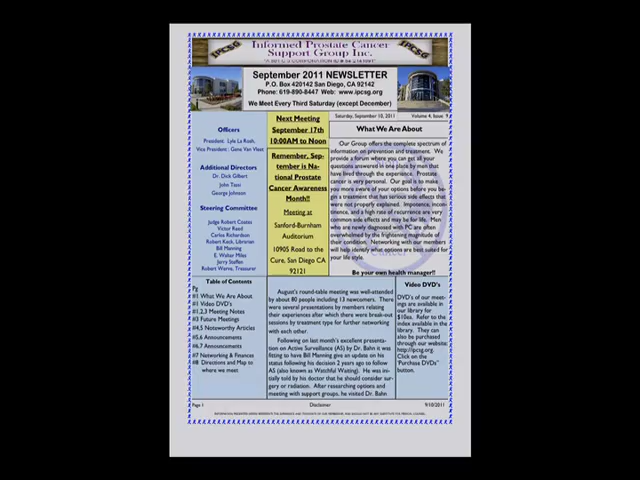 IPCSG
Informed Prostate Cancer
Support Group Inc.
IPCSG
September 2011 NEWSLETTER
P.O. Box 420142 San Diego, CA 92142
Phone: 619-890-8447 Web: www.ipcsg.org
We Meet Every Third Saturday (except December)
Officers
President: Lyle La Rosh,
Vice President: Gene Van Vleet
Additional Directors
Dr. Dick Gilbert
John Tassi
George Johnson
Steering Committee
Judge Robert Coates
Victor Reed
Carlos Richardson
Robert Keck, Librarian
Bill Manning
E. Walter Miles
Jerry Steffen
Robert Werve, Treasurer
Next Meeting
September 17th
10:00AM to Noon
Remember, Sep-
tember is Na-
tional Prostate
Cancer Awareness
Month!!
Meeting at
Sanford-Burnham
Auditorium
10905 Road to the
Cure, San Diego CA
92121
Saturday, September 10, 2011
Volume 4, Issue 9
What We Are About
Our Group offers the complete spectrum of
information on prevention and treatment. We
provide a forum where you can get all your
questions answered in one place by men that
have lived through the experience. Prostate
cancer is very personal. Our goal is to make
you more aware of your options before you be-
gin a treatment that has serious side effects that
were not properly explained. Impotence, incon-
tinence, and a high rate of recurrence are very
common side effects and may be for life. Men
who are newly diagnosed with PC are often
overwhelmed by the frightening magnitude of
their condition. Networking with our members
will help identify what options are best suited for
your life style.
Be your own health manager!!
Table of Contents
Pg
#1 What We Are About
#1 Video DVD's
#1,2,3 Meeting Notes
#3 Future Meetings
#4,5 Noteworthy Articles
#5,6 Announcements
#6,7 Announcements
#7 Networking & Finances
#8 Directions and Map to
where we meet
August's round-table meeting was well-attended
by about 80 people including 13 newcomers. There
were several presentations by members relating
their experiences after which there were break-out
sessions by treatment type for further networking
with each other.
Following on last month's excellent presenta-
tion on Active Surveillance (AS) by Dr. Bahn it was
fitting to have Bill Manning give an update on his
status following his decision 2 years ago to follow
AS (also known as Watchful Waiting). He was in-
itially told by his doctor that he should consider sur-
gery or radiation. After researching options and
meeting with support groups, he visited Dr. Bahn
Video DVD's
DVD's of our meet-
ings are available in
our library for
$10ea. Refer to the
index available in the
library. They can
also be purchased
through our website:
http://ipcsg.org
Click on the
"Purchase DVDs"
button.
Page 1
Disclaimer
9/10/2011